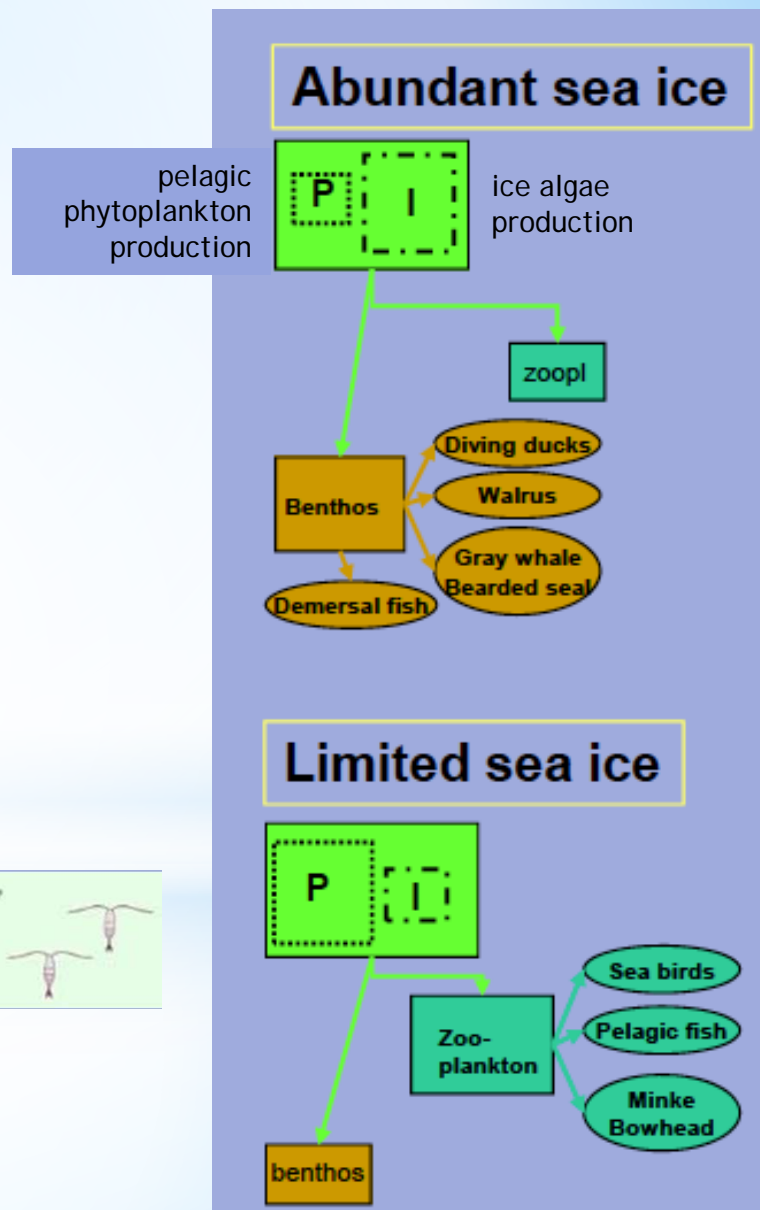 Abundant sea ice
pelagic
phytoplankton
production
P
I
ice algae
production
zoopl
Benthos
Diving ducks
Walrus
Gray whale
Bearded seal
Demersal fish
Limited sea ice
P
I
Zoo-
plankton
Sea birds
Pelagic fish
Minke
Bowhead
benthos